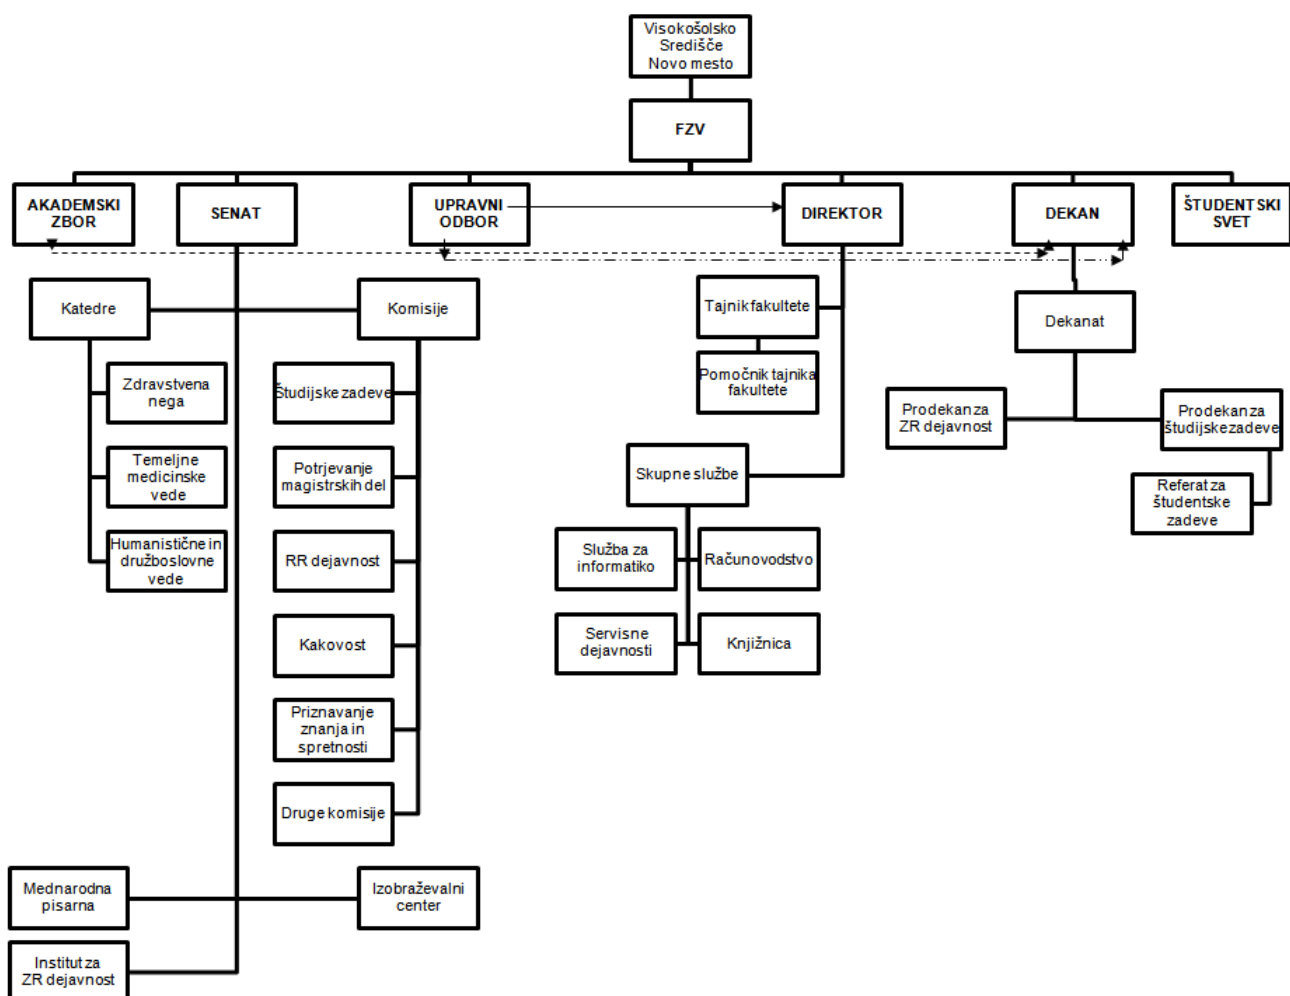 Visokošolsko
Središče
Novo mesto
FZV
AKADEMSKI
ZBOR
SENAT
UPRAVNI
ODBOR
DIREKTOR
DEKAN
ŠTUDENTSKI
SVET
Katedre
Komisije
Tajnik fakultete
Dekanat
Zdravstvena
nega
Študijske zadeve
Pomočnik tajnika
fakultete
Prodekan za
ZR dejavnost
Prodekan za
študijske zadeve
Temeljne
medicinske
vede
Potrjevanje
magistrskih del
Skupne službe
Referat za
študentske
zadeve
Humanistične in
družboslovne
vede
RR dejavnost
Služba za
informatiko
Računovodstvo
Kakovost
Servisne
dejavnosti
Knjižnica
Priznavanje
znanja in
spretnosti
Druge komisije
Mednarodna
pisarna
Izobraževalni
center
Institut za
ZR dejavnost